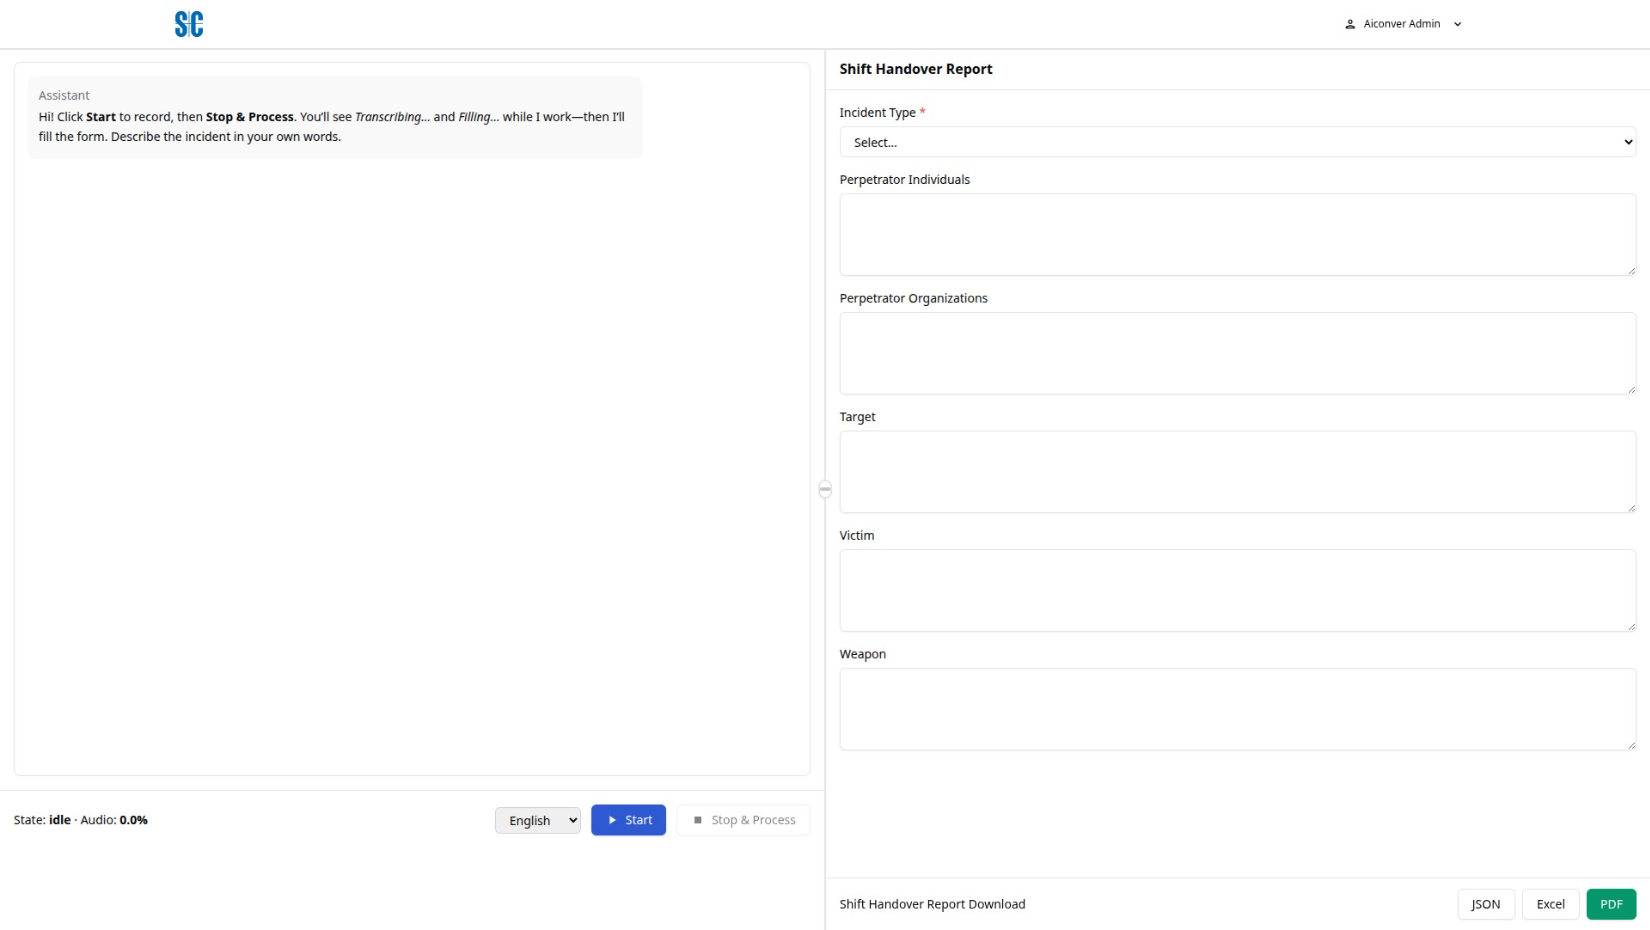 SC
Aiconver Admin
Assistant
Hi! Click Start to record, then Stop & Process. You'll see Transcribing... and Filling... while I work—then I'll
fill the form. Describe the incident in your own words.
State: idle · Audio: 0.0%
English
Start
Stop & Process
Shift Handover Report
Incident Type *
Select...
Perpetrator Individuals
Perpetrator Organizations
Target
Victim
Weapon
Shift Handover Report Download
JSON
Excel
PDF